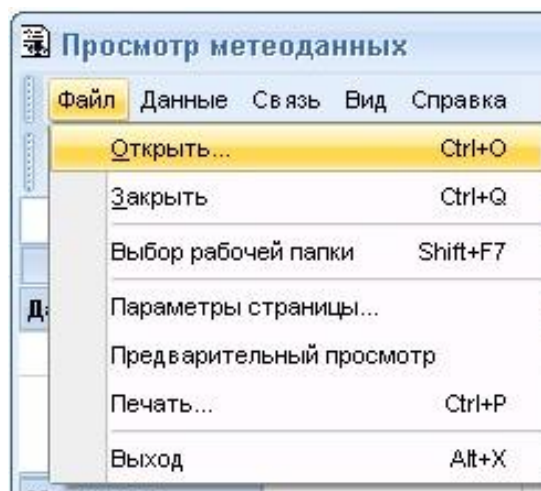 Просмотр метеоданных
Файл Данные Связь Вид Справка
Открыть... Ctrl+O
Закрыть Ctrl+Q
Выбор рабочей папки Shift+F7
Параметры страницы...
Предварительный просмотр
Печать... Ctrl+P
Выход Alt+X